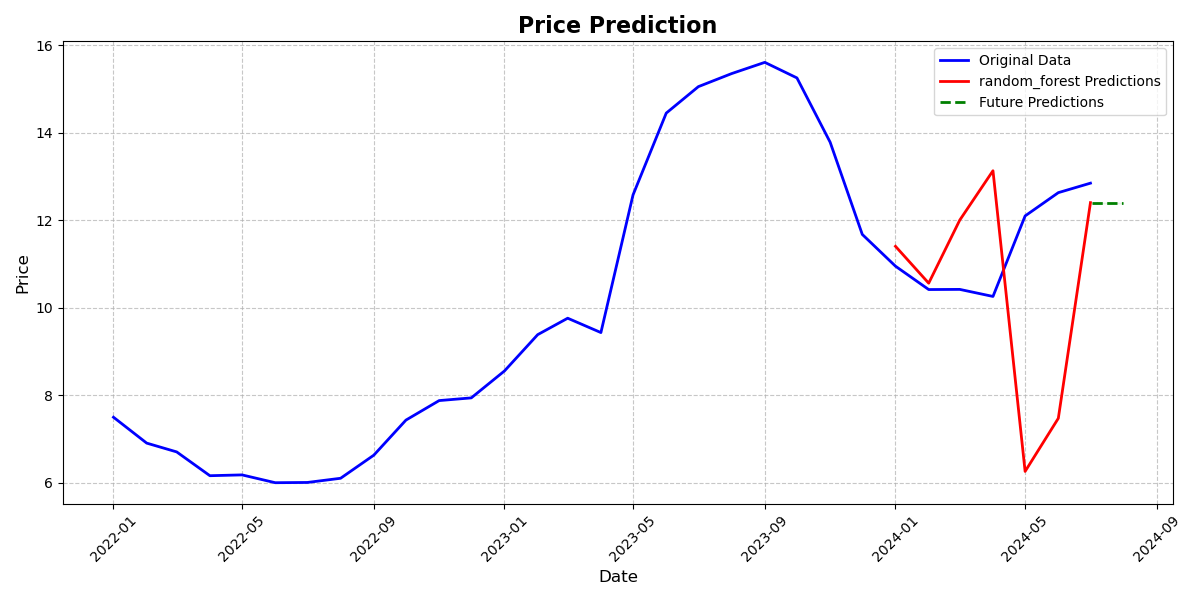 Price Prediction
Original Data
random_forest Predictions
Future Predictions
Price
16
14
12
10
8
6
2022-01
2022-05
2022-09
2023-01
2023-05
2023-09
2024-01
2024-05
2024-09
Date